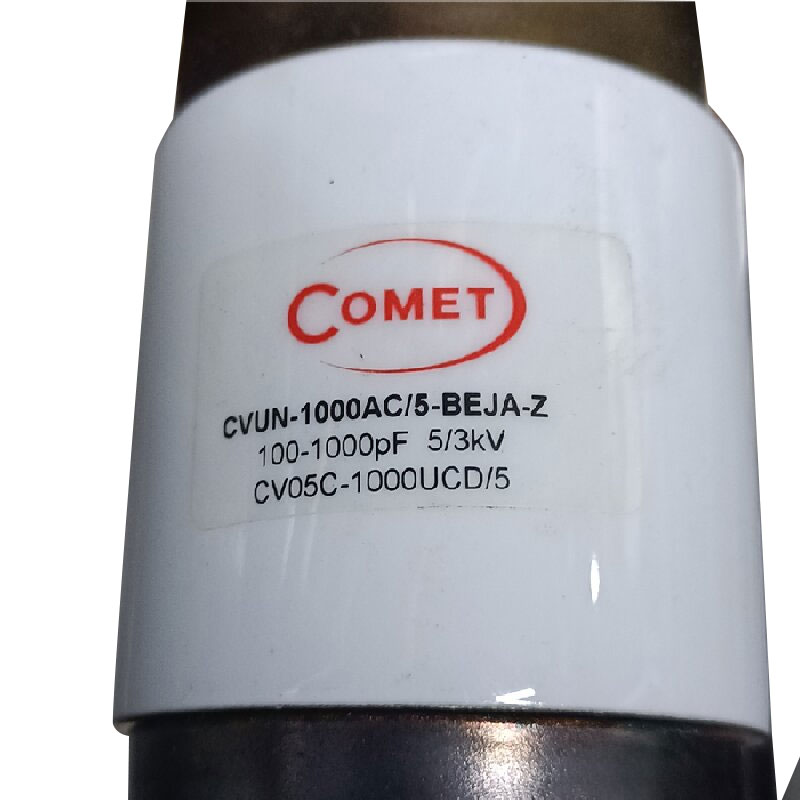 COMET
CVUN-1000AC/5-BEJA-Z
100-1000pF 5/3kV
CV05C-1000UCD/5